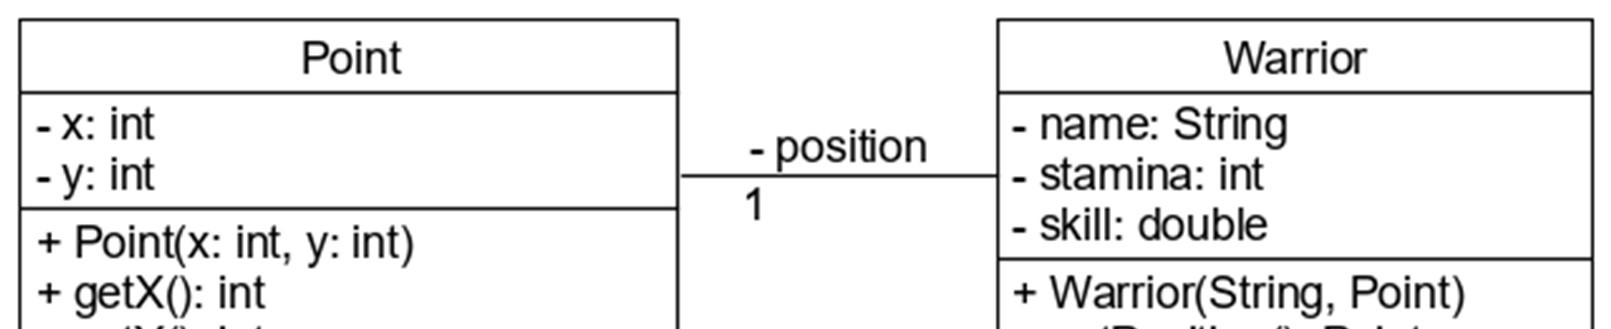 Point
- x: int
- y: int
+ Point(x: int, y: int)
+ getX(): int
- position
1
Warrior
- name: String
- stamina: int
- skill: double
+ Warrior(String, Point)